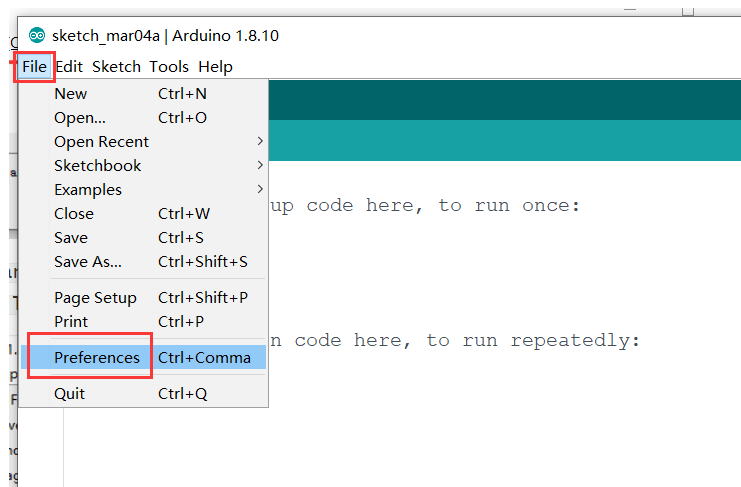 sketch_mar04a | Arduino 1.8.10
File Edit Sketch Tools Help
New Ctrl+N
Open... Ctrl+O
Open Recent
Sketchbook
Examples
Close Ctrl+W
Save Ctrl+S
Save As... Ctrl+Shift+S
Page Setup Ctrl+Shift+P
Print Ctrl+P
Preferences Ctrl+Comma
Quit Ctrl+Q
up code here, to run once:
n code here, to run repeatedly: